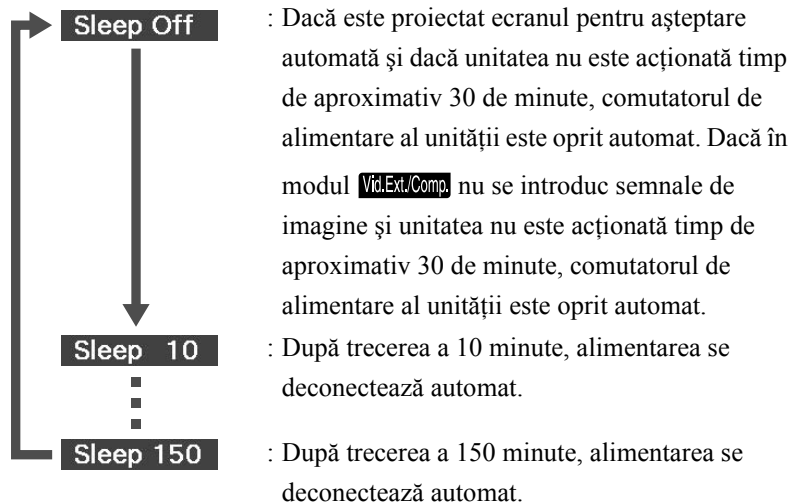 Sleep Off : Dacă este proiectat ecranul pentru aşteptare
automată şi dacă unitatea nu este acționată timp
de aproximativ 30 de minute, comutatorul de
alimentare al unității este oprit automat. Dacă în
modul Vid.Ext./Comp. nu se introduc semnale de
imagine şi unitatea nu este acționată timp de
aproximativ 30 de minute, comutatorul de
alimentare al unității este oprit automat.
Sleep 10 : După trecerea a 10 minute, alimentarea se
deconectează automat.
Sleep 150 : După trecerea a 150 minute, alimentarea se
deconectează automat.